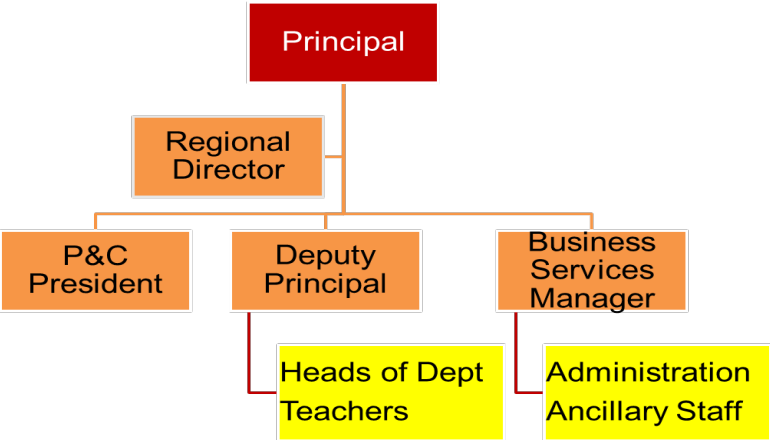 Principal
Regional
Director
P&C
President
Deputy
Principal
Business
Services
Manager
Heads of Dept
Teachers
Administration
Ancillary Staff